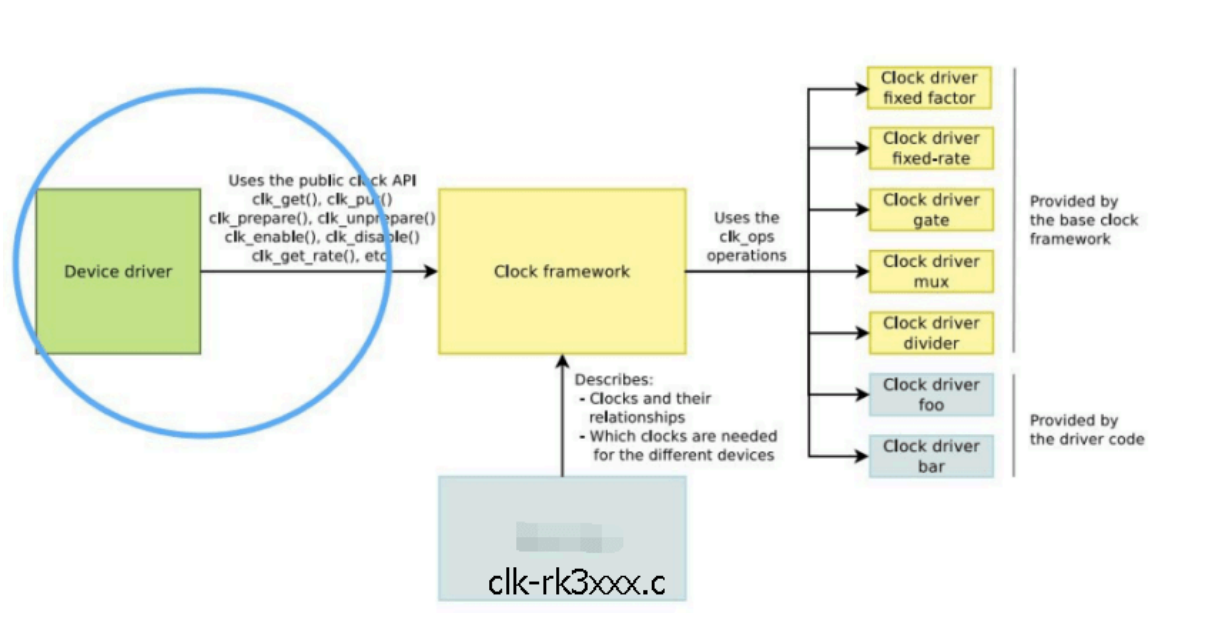 Device driver
Uses the public clock API
clk_get(), clk_put()
clk_prepare(), clk_unprepare()
clk_enable(), clk_disable()
clk_get_rate(), etc
Clock framework
Uses the
clk_ops
operations
Clock driver
fixed factor
Clock driver
fixed-rate
Clock driver
gate
Clock driver
mux
Clock driver
divider
Clock driver
foo
Clock driver
bar
Provided by
the base clock
framework
Provided by
the driver code
Describes:
- Clocks and their
relationships
- Which clocks are needed
for the different devices
clk-rk3xxx.c